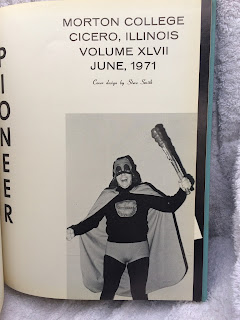 MORTON COLLEGE
CICERO, ILLINOIS
VOLUME XLVII
JUNE, 1971
Cover design by Steve Smith
PIONEER